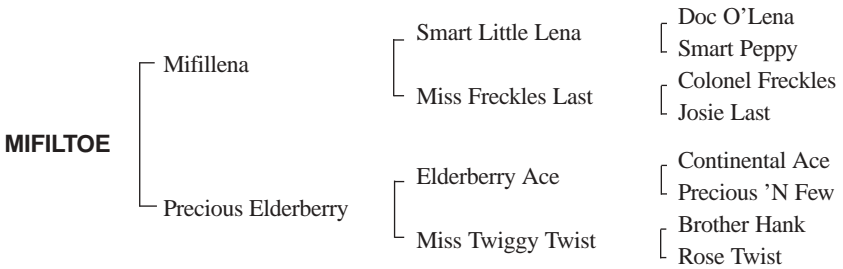 Doc O’Lena
Smart Little Lena
Smart Peppy
Mifillena
Colonel Freckles
Miss Freckles Last
Josie Last
MIFILTOE
Continental Ace
Elderberry Ace
Precious ’N Few
Precious Elderberry
Brother Hank
Miss Twiggy Twist
Rose Twist